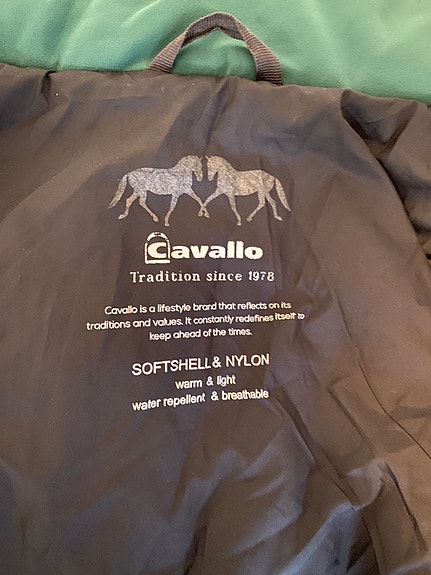 Cavallo
Tradition since 1978
Cavallo is a lifestyle brand that reflects on its
traditions and values. It constantly redefines itself to
keep ahead of the times.
SOFTSHELL & NYLON
warm & light
water repellent & breathable